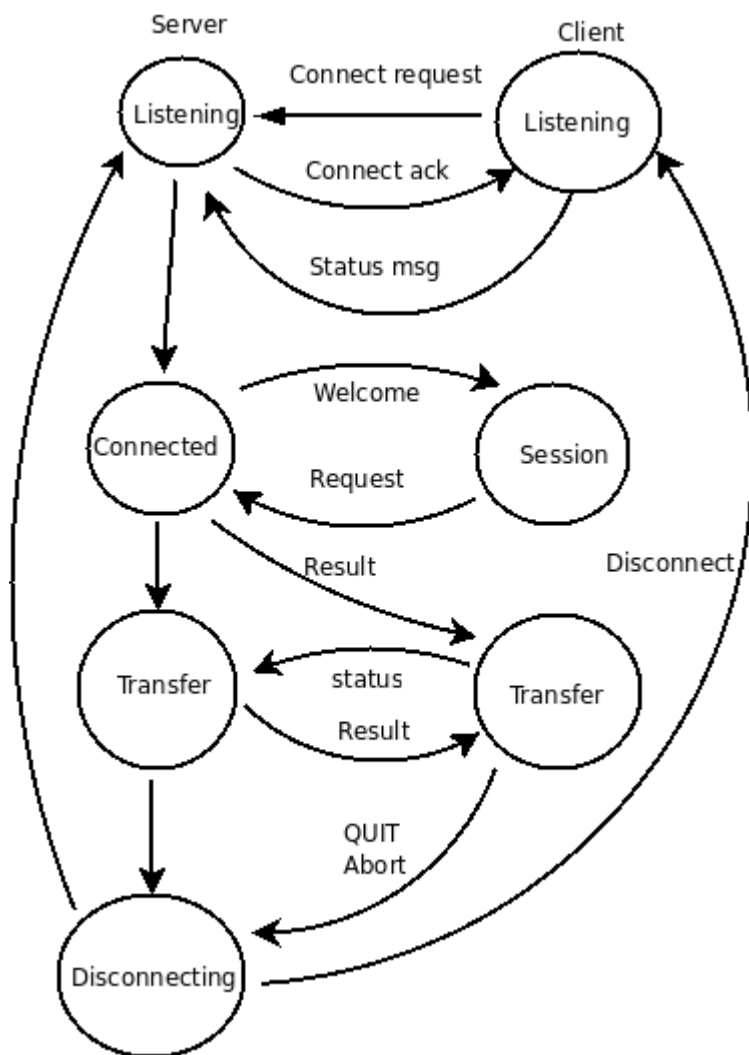 Server
Client
Connect request
Listening
Listening
Connect ack
Status msg
Welcome
Connected
Session
Request
Result
Disconnect
status
Transfer
Transfer
Result
QUIT
Abort
Disconnecting